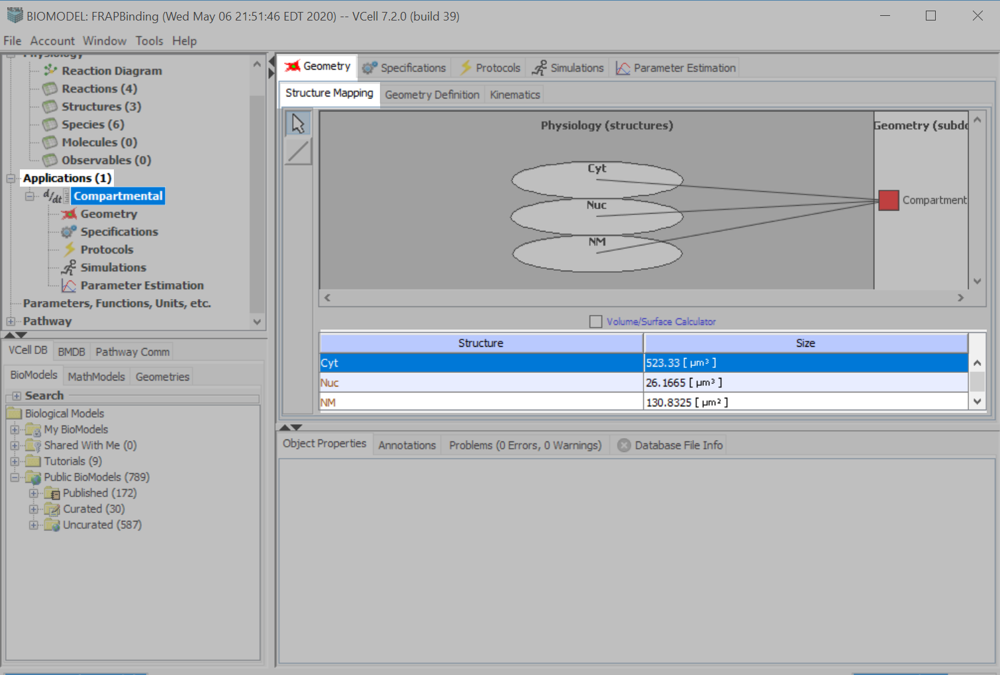 BIOMODEL: FRAPBinding (Wed May 06 21:51:46 EDT 2020) -- VCell 7.2.0 (build 39)
File Account Window Tools Help
Physiology
Reaction Diagram
Reactions (4)
Structures (3)
Species (6)
Molecules (0)
Observables (0)
Applications (1)
d/dt Compartmental
Geometry
Specifications
Protocols
Simulations
Parameter Estimation
Parameters, Functions, Units, etc.
Pathway
VCell DB BMDB Pathway Comm
BioModels MathModels Geometries
Search
Biological Models
My BioModels
Shared With Me (0)
Tutorials (9)
Public BioModels (789)
Published (172)
Curated (30)
Uncurated (587)
Geometry Specifications Protocols Simulations Parameter Estimation
Structure Mapping Geometry Definition Kinematics
Physiology (structures) Geometry (subdo
Cyt
Nuc
NM
Compartment
Volume/Surface Calculator
Structure Size
Cyt 523.33 [ µm³ ]
Nuc 26.1665 [ µm³ ]
NM 130.8325 [ µm² ]
Object Properties Annotations Problems (0 Errors, 0 Warnings) Database File Info